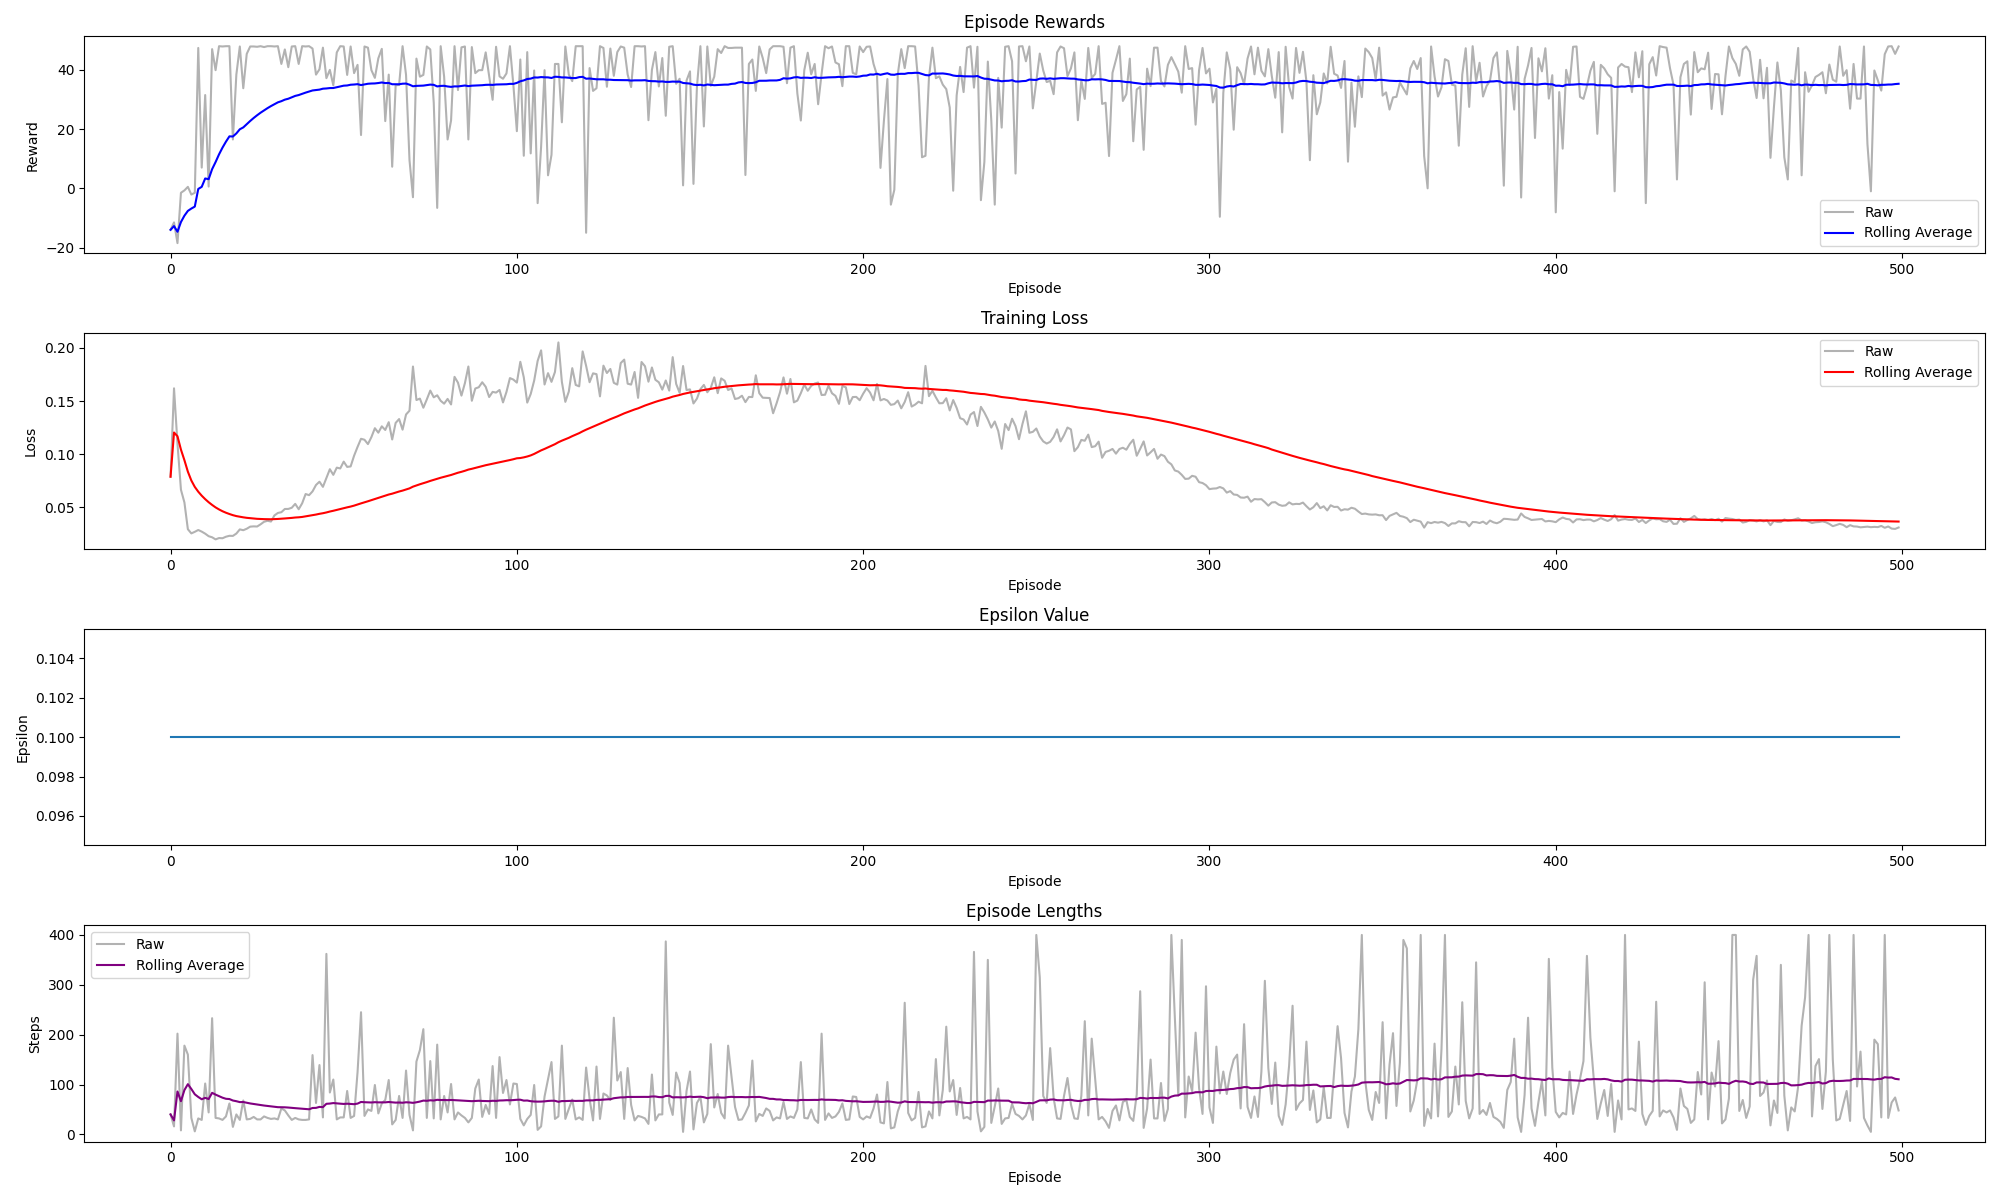 Episode Rewards
40
20
0
−20
Reward
Raw
Rolling Average
0 100 200 300 400 500
Episode
Training Loss
0.20
0.15
0.10
0.05
Loss
Raw
Rolling Average
0 100 200 300 400 500
Episode
Epsilon Value
0.104
0.102
0.100
0.098
0.096
Epsilon
0 100 200 300 400 500
Episode
Episode Lengths
400
300
200
100
0
Steps
Raw
Rolling Average
0 100 200 300 400 500
Episode